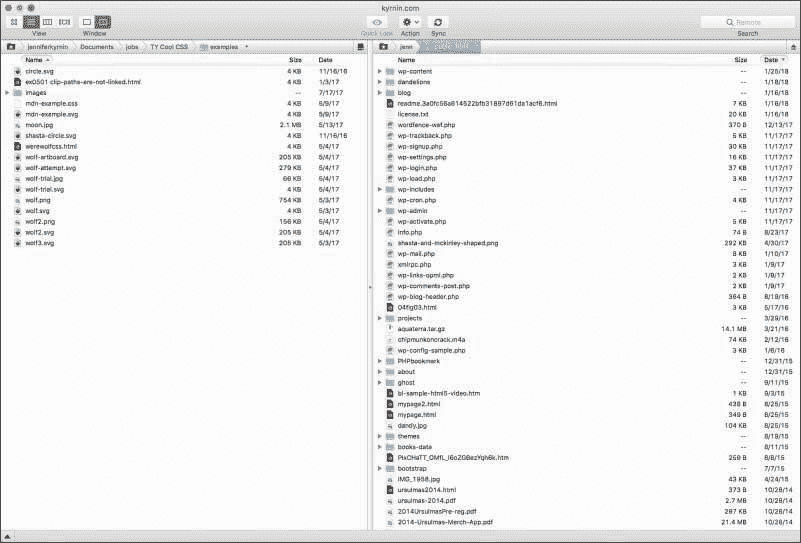 kyrnin.com
View
Window
Quick Look
Action
Sync
Remote
Search
jenniferkyrnin Documents jobs TY Cool CSS examples
Name Size Date
circle.svg 4 KB 11/16/16
ex0501 clip-paths-are-not-linked.html 4 KB 1/3/17
images -- 7/17/17
mdn-example.css 4 KB 5/9/17
mdn-example.svg 4 KB 5/9/17
moon.jpg 2.1 MB 5/13/17
shasta-circle.svg 4 KB 11/16/16
werewolfcss.html 4 KB 5/4/17
wolf-artboard.svg 205 KB 5/4/17
wolf-attempt.svg 279 KB 5/4/17
wolf-trial.jpg 66 KB 5/4/17
wolf-trial.svg 4 KB 5/4/17
wolf.png 754 KB 5/3/17
wolf.svg 4 KB 5/3/17
wolf2.png 156 KB 5/4/17
wolf2.svg 205 KB 5/4/17
wolf3.svg 205 KB 5/3/17
jenn public_html
Name Size Date
wp-content -- 1/25/18
dandelions -- 1/18/18
blog -- 1/16/18
7 KB 1/16/18
license.txt 20 KB 1/16/18
wordfence-waf.php 370 B 12/13/17
wp-trackback.php 5 KB 11/17/17
wp-signup.php 30 KB 11/17/17
wp-settings.php 16 KB 11/17/17
wp-login.php 37 KB 11/17/17
wp-load.php 3 KB 11/17/17
wp-includes -- 11/17/17
wp-cron.php 4 KB 11/17/17
wp-admin -- 11/17/17
wp-activate.php 5 KB 11/17/17
info.php 74 B 8/23/17
shasta-and-mckinley-shaped.png 292 KB 4/30/17
wp-mail.php 8 KB 1/10/17
xmlrpc.php 3 KB 1/9/17
wp-links-opml.php 2 KB 1/9/17
wp-comments-post.php 2 KB 1/9/17
wp-blog-header.php 364 B 8/19/16
04fig03.html 3 KB 5/17/16
projects -- 3/29/16
aquaterra.tar.gz 14.1 MB 3/21/16
chipmunkoncrack.m4a 74 KB 2/12/16
wp-config-sample.php 3 KB 1/6/16
PHPbookmark -- 12/31/15
about -- 12/31/15
ghost -- 9/11/15
bl-sample-html5-video.htm 1 KB 9/3/15
mypage2.html 438 B 8/25/15
mypage.html 349 B 8/25/15
dandy.jpg 104 KB 8/25/15
themes -- 8/19/15
books-data -- 8/11/15
259 B 8/8/15
bootstrap -- 7/7/15
IMG_1958.jpg 43 KB 4/24/15
ursulmas2014.html 373 B 10/28/14
ursulmas-2014.pdf 2.7 MB 10/28/14
2014UrsulmasPre-reg.pdf 297 KB 10/28/14
2014-Ursulmas-Merch-App.pdf 21.4 MB 10/28/14